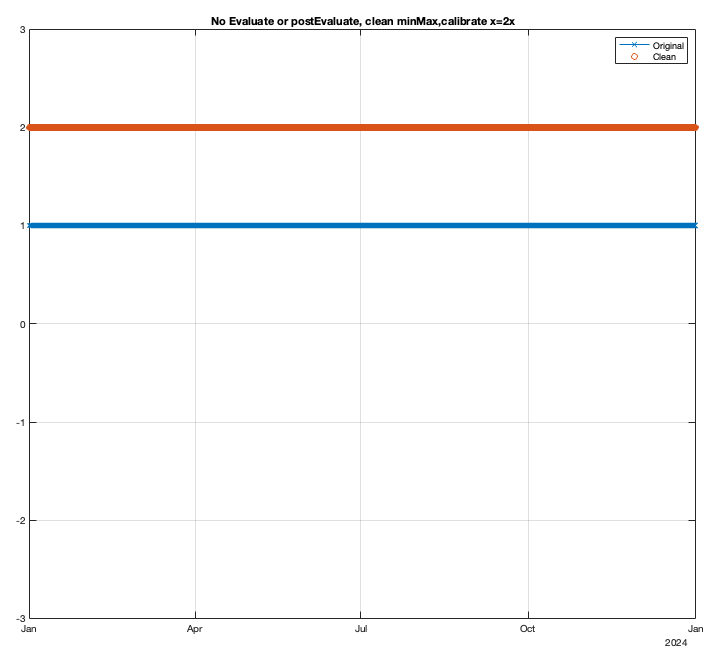 No Evaluate or postEvaluate, clean minMax,calibrate x=2x
Original
Clean
3
2
1
0
-1
-2
-3
Jan
Apr
Jul
Oct
Jan
2024